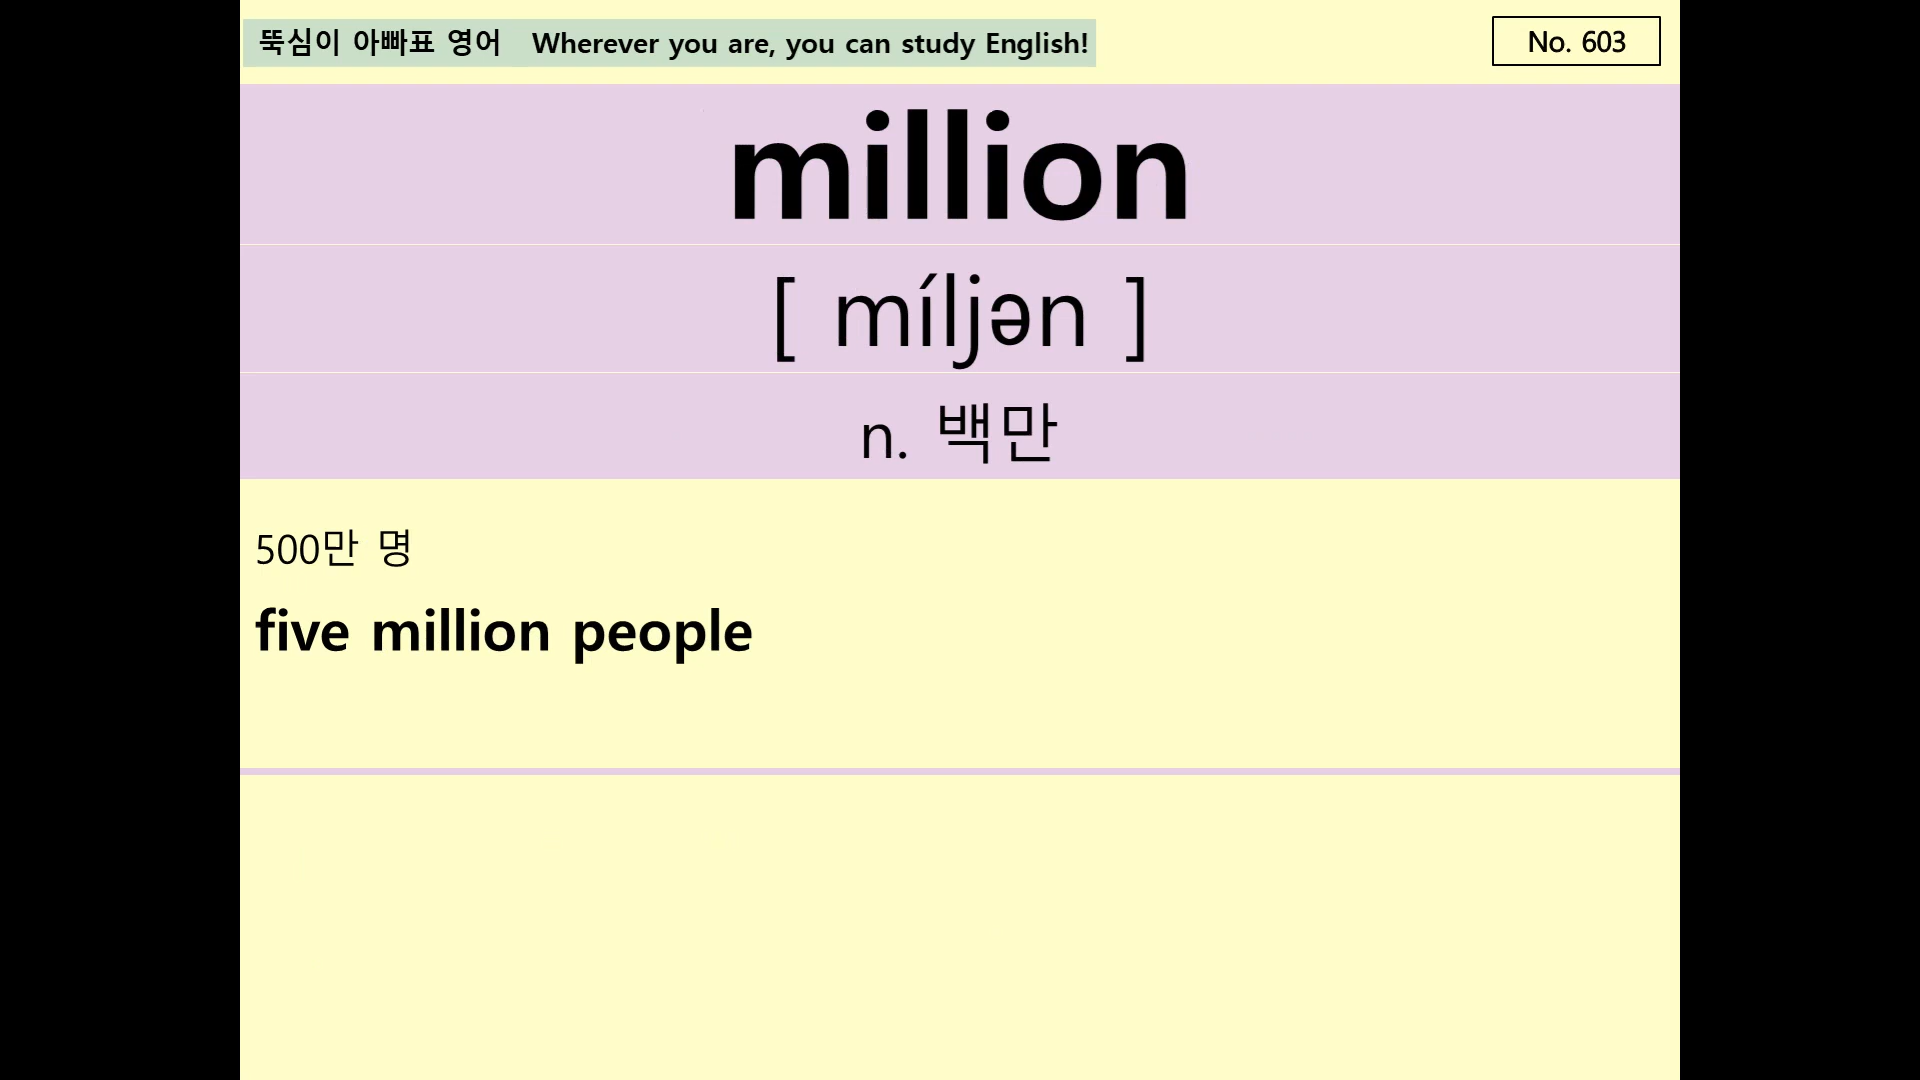 뚝심이 아빠표 영어 Wherever you are, you can study English!
No. 603
million
[ míljən ]
n. 백만
500만 명
five million people